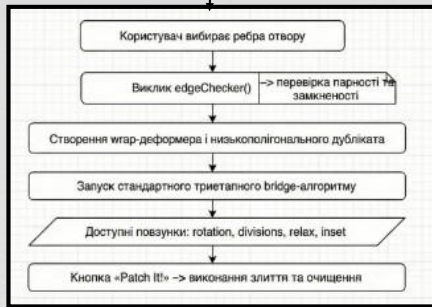 Користувач вибирає ребра отвору
Виклик edgeChecker()
–> перевірка парності та
замкненості
Створення wrap-деформера і низькополігонального дубліката
Запуск стандартного триетапного bridge-алгоритму
Доступні повзунки: rotation, divisions, relax, inset
Кнопка «Patch It!» –> виконання злиття та очищення